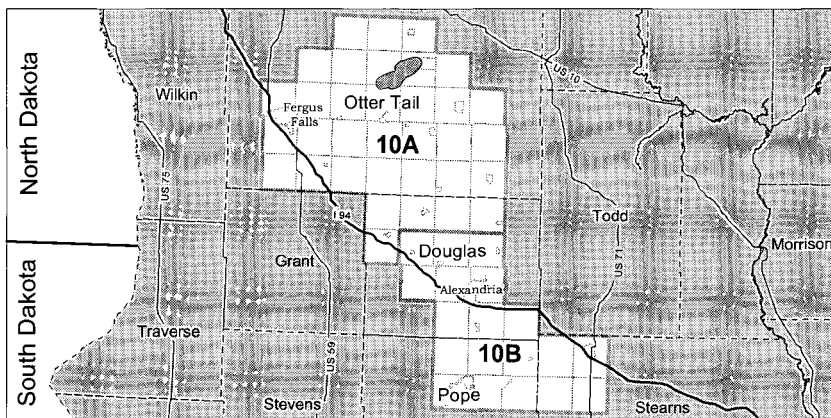 North Dakota
South Dakota
Wilkin
US 10
Otter Tail
Fergus
Falls
10A
US 75
I 94
Todd
Douglas
US 71
Morrison
Grant
Alexandria
Traverse
US 59
10B
Pope
Stevens
Stearns